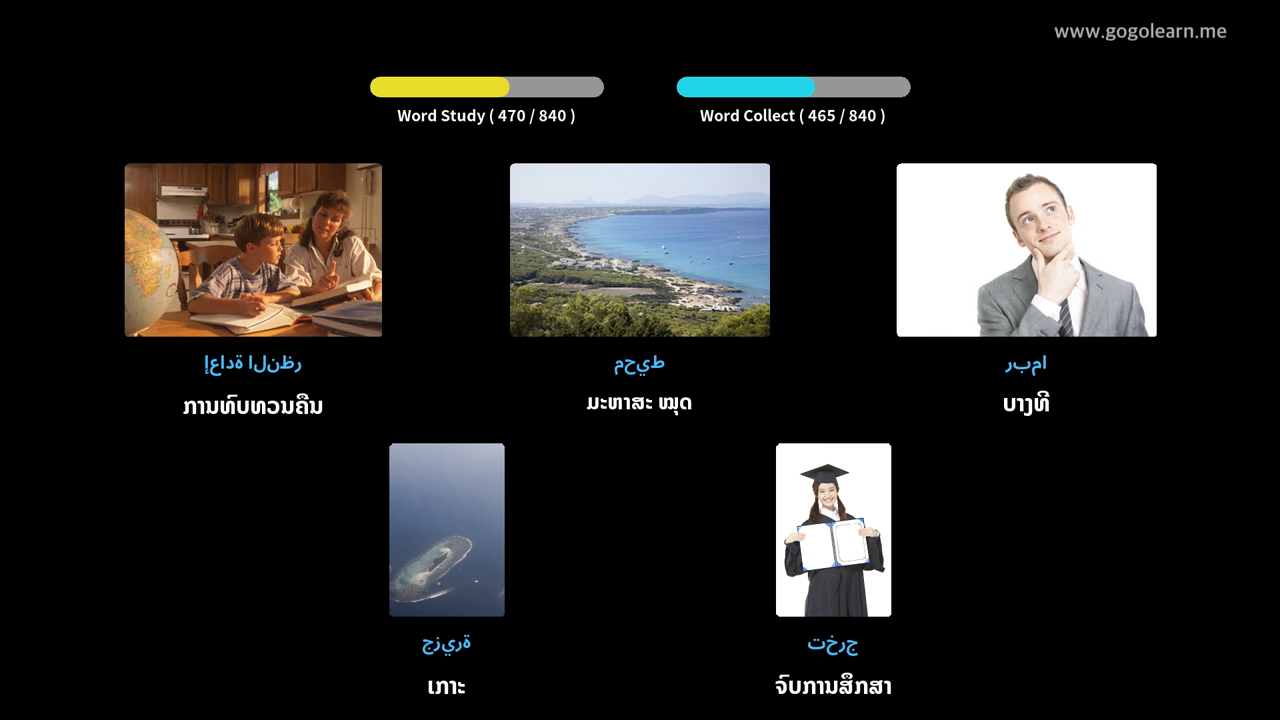 www.gogolearn.me
Word Study ( 470 / 840 )
Word Collect ( 465 / 840 )
إعادة النظر
ການທົບທວນຄືນ
محيط
ມະຫາສະ ໝຸດ
ربما
ບາງທີ
جزيرة
ເກາະ
تخرج
ຈົບການສຶກສາ